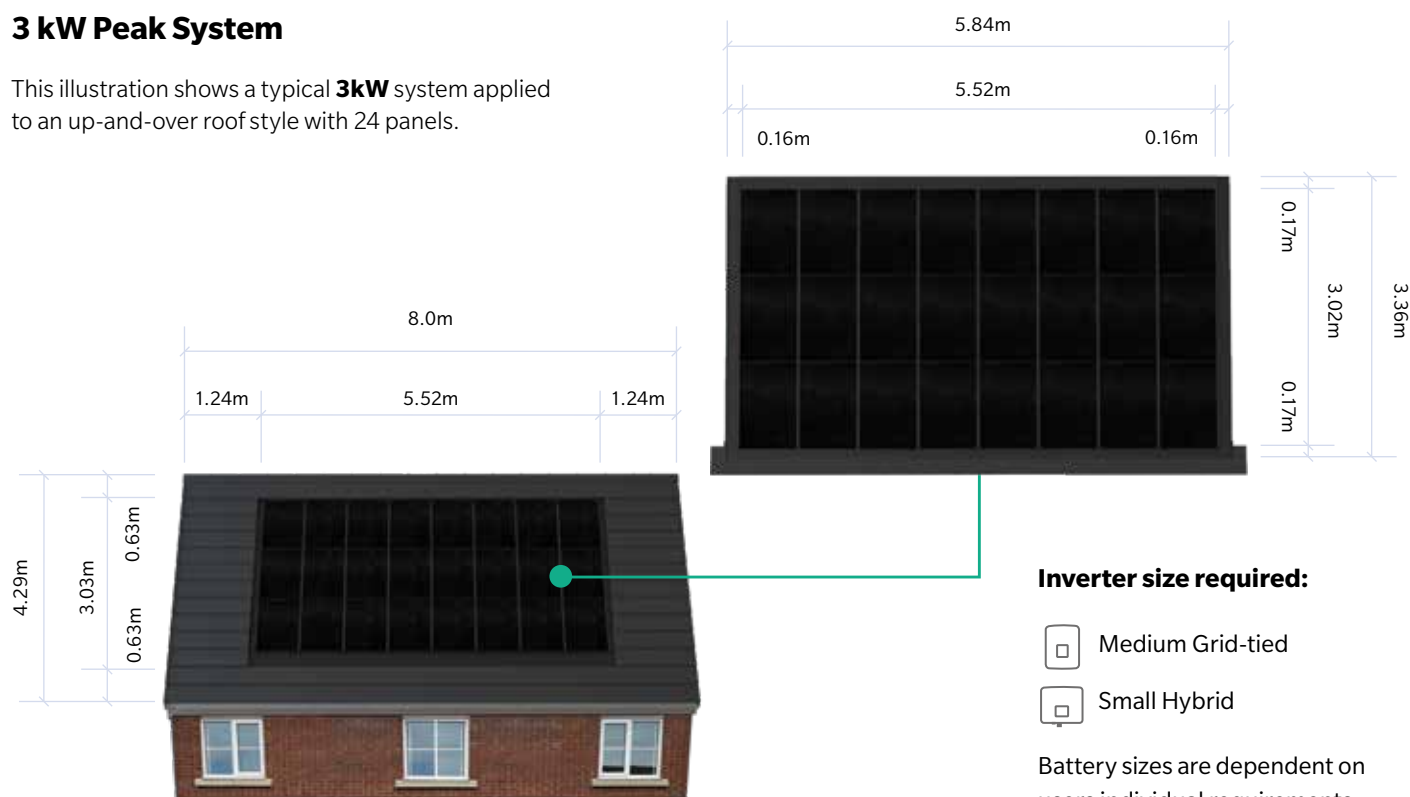 3 kW Peak System
This illustration shows a typical 3kW system applied
to an up-and-over roof style with 24 panels.
5.84m
5.52m
0.16m 0.16m
0.17m
3.02m
3.36m
0.17m
8.0m
1.24m 5.52m 1.24m
4.29m
3.03m
0.63m
0.63m
Inverter size required:
Medium Grid-tied
Small Hybrid
Battery sizes are dependent on
users individual requirements